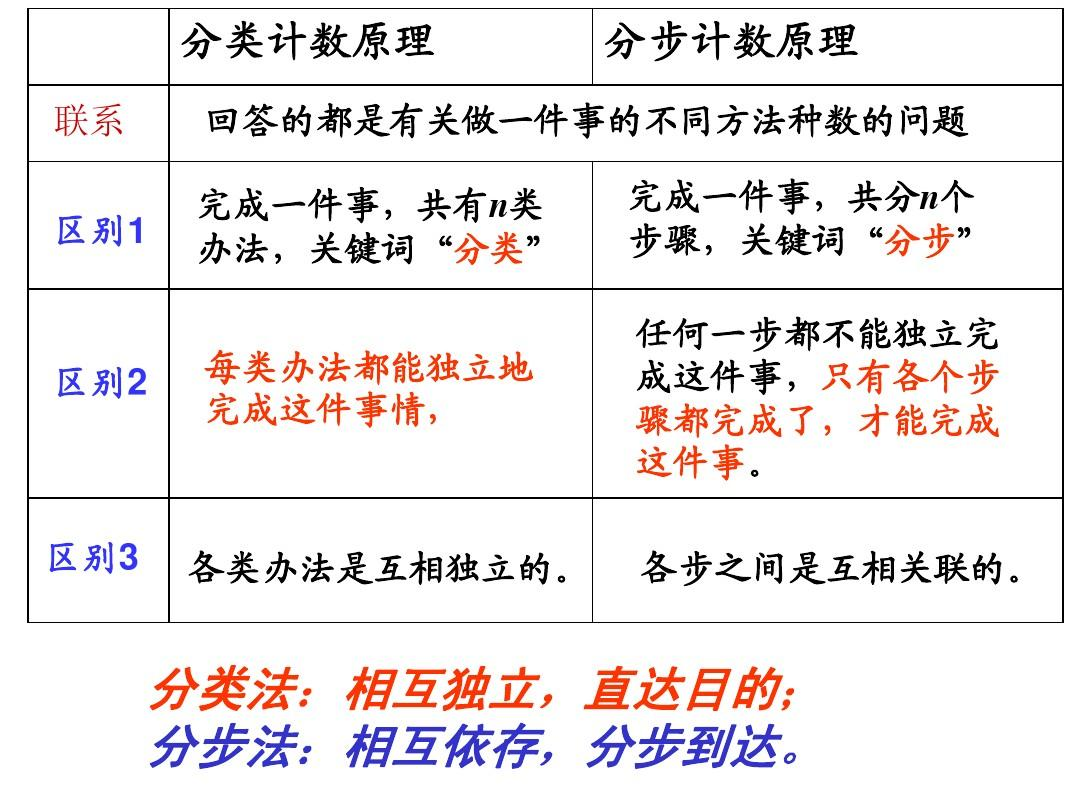 分类计数原理
分步计数原理
联系
回答的都是有关做一件事的不同方法种数的问题
区别1
完成一件事，共有n类
办法，关键词“分类”
完成一件事，共分n个
步骤，关键词“分步”
区别2
每类办法都能独立地
完成这件事情，
任何一步都不能独立完
成这件事，只有各个步
骤都完成了，才能完成
这件事。
区别3
各类办法是互相独立的。
各步之间是互相关联的。
分类法：相互独立，直达目的；
分步法：相互依存，分步到达。